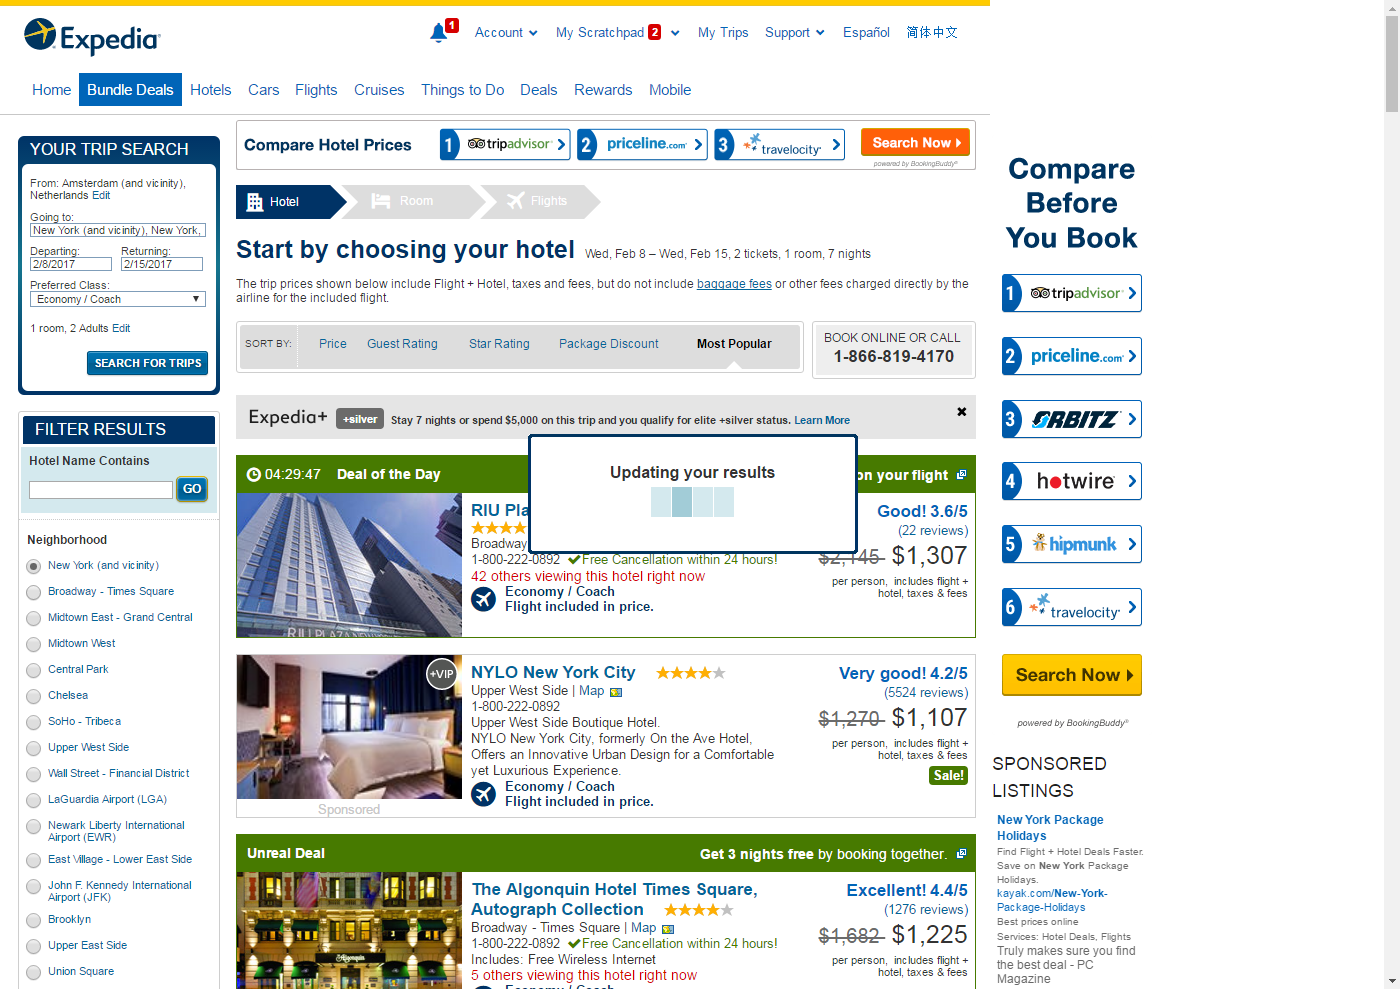 Expedia
1
Account
My Scratchpad 2
My Trips
Support
Español
简体中文
Home
Bundle Deals
Hotels
Cars
Flights
Cruises
Things to Do
Deals
Rewards
Mobile
YOUR TRIP SEARCH
From: Amsterdam (and vicinity),
Netherlands Edit
Going to:
New York (and vicinity), New York,
Departing:
Returning:
2/8/2017
2/15/2017
Preferred Class:
Economy / Coach
1 room, 2 Adults Edit
SEARCH FOR TRIPS
FILTER RESULTS
Hotel Name Contains
GO
Neighborhood
New York (and vicinity)
Broadway - Times Square
Midtown East - Grand Central
Midtown West
Central Park
Chelsea
SoHo - Tribeca
Upper West Side
Wall Street - Financial District
LaGuardia Airport (LGA)
Newark Liberty International
Airport (EWR)
East Village - Lower East Side
John F. Kennedy International
Airport (JFK)
Brooklyn
Upper East Side
Union Square
Compare Hotel Prices
1 tripadvisor
2 priceline.com
3 travelocity
Search Now
powered by BookingBuddy
Hotel
Room
Flights
Start by choosing your hotel
Wed, Feb 8 – Wed, Feb 15, 2 tickets, 1 room, 7 nights
The trip prices shown below include Flight + Hotel, taxes and fees, but do not include baggage fees or other fees charged directly by the
airline for the included flight.
SORT BY:
Price
Guest Rating
Star Rating
Package Discount
Most Popular
BOOK ONLINE OR CALL
1-866-819-4170
Expedia+
+silver
Stay 7 nights or spend $5,000 on this trip and you qualify for elite +silver status. Learn More
Updating your results
04:29:47
Deal of the Day
on your flight
RIU Pla
Broadway
1-800-222-0892
Free Cancellation within 24 hours!
42 others viewing this hotel right now
Economy / Coach
Flight included in price.
Good! 3.6/5
(22 reviews)
$2,145 $1,307
per person, includes flight +
hotel, taxes & fees
RIU PLAZA
+VIP
Sponsored
NYLO New York City
Upper West Side | Map
1-800-222-0892
Upper West Side Boutique Hotel.
NYLO New York City, formerly On the Ave Hotel,
Offers an Innovative Urban Design for a Comfortable
yet Luxurious Experience.
Economy / Coach
Flight included in price.
Very good! 4.2/5
(5524 reviews)
$1,270 $1,107
per person, includes flight +
hotel, taxes & fees
Sale!
Unreal Deal
Get 3 nights free by booking together.
Algonquin
The Algonquin Hotel Times Square,
Autograph Collection
Broadway - Times Square | Map
1-800-222-0892
Free Cancellation within 24 hours!
Includes: Free Wireless Internet
5 others viewing this hotel right now
Economy / Coach
Excellent! 4.4/5
(1276 reviews)
$1,682 $1,225
per person, includes flight +
hotel, taxes & fees
Compare
Before
You Book
1 tripadvisor
2 priceline.com
3 ORBITZ
4 hotwire
5 hipmunk
6 travelocity
Search Now
powered by BookingBuddy
SPONSORED
LISTINGS
New York Package
Holidays
Find Flight + Hotel Deals Faster.
Save on New York Package
Holidays.
kayak.com/New-York-
Package-Holidays
Best prices online
Services: Hotel Deals, Flights
Truly makes sure you find
the best deal - PC
Magazine